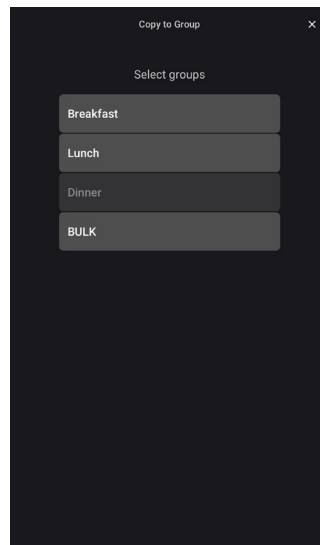 Copy to Group
Select groups
Breakfast
Lunch
Dinner
BULK